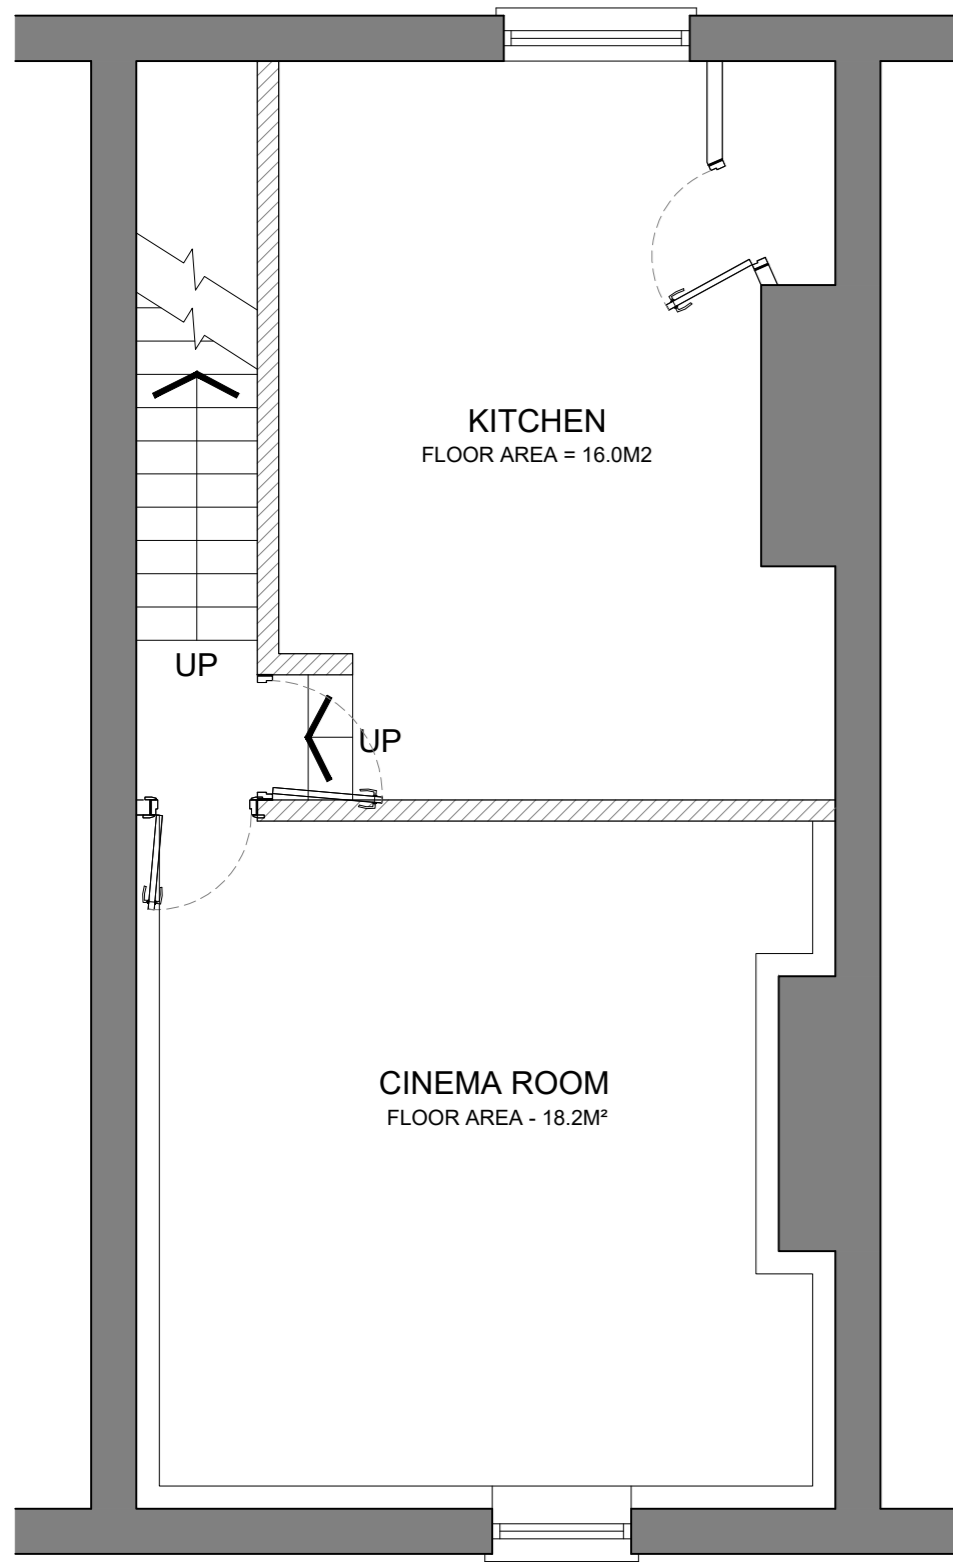 KITCHEN
FLOOR AREA = 16.0M2
UP
UP
CINEMA ROOM
FLOOR AREA - 18.2M²